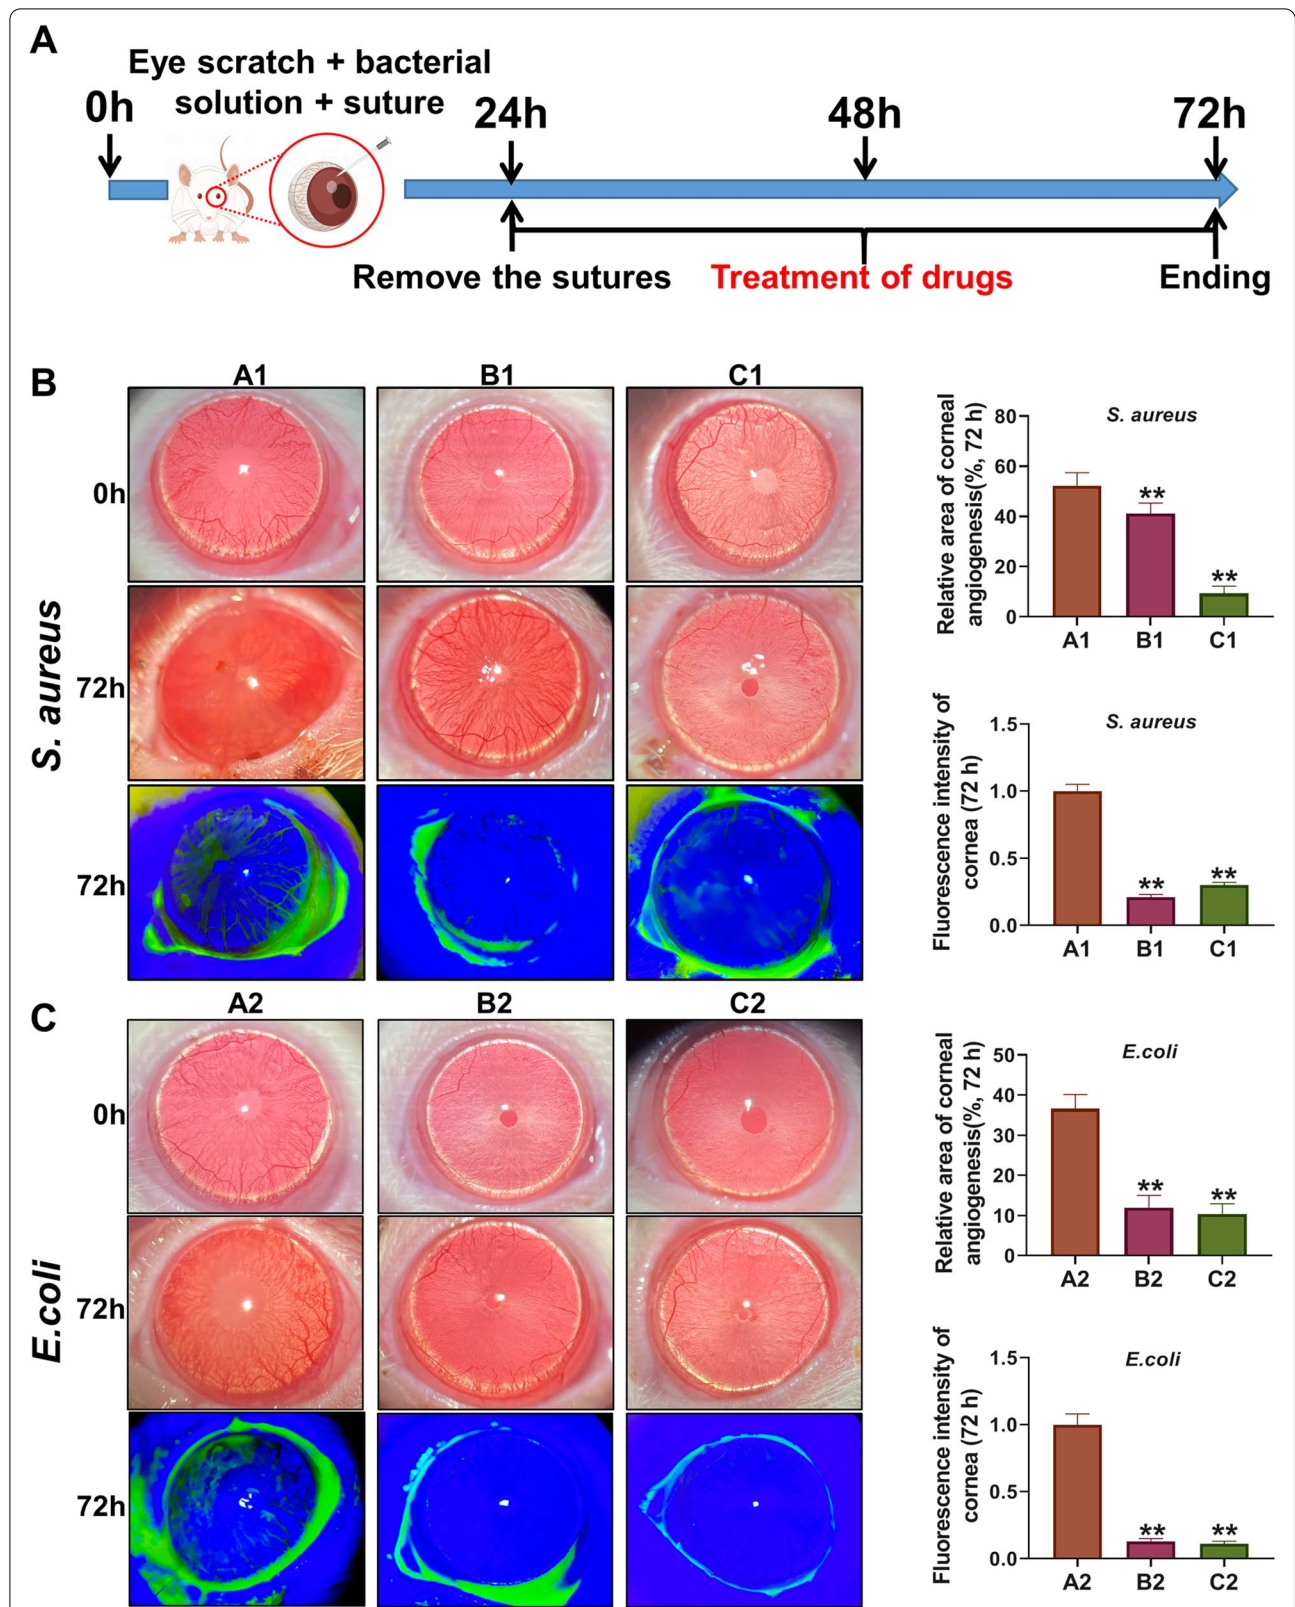 A
Eye scratch + bacterial
solution + suture
0h
24h
48h
72h
Remove the sutures
Treatment of drugs
Ending
B
A1
B1
C1
S. aureus
0h
72h
72h
Relative area of corneal
angiogenesis(%, 72 h)
S. aureus
80
60
40
20
0
**
**
A1
B1
C1
Fluorescence intensity of
cornea (72 h)
S. aureus
1.5
1.0
0.5
0.0
**
**
A1
B1
C1
C
A2
B2
C2
E.coli
0h
72h
72h
Relative area of corneal
angiogenesis(%, 72 h)
E.coli
50
40
30
20
10
0
**
**
A2
B2
C2
Fluorescence intensity of
cornea (72 h)
E.coli
1.5
1.0
0.5
0.0
**
**
A2
B2
C2